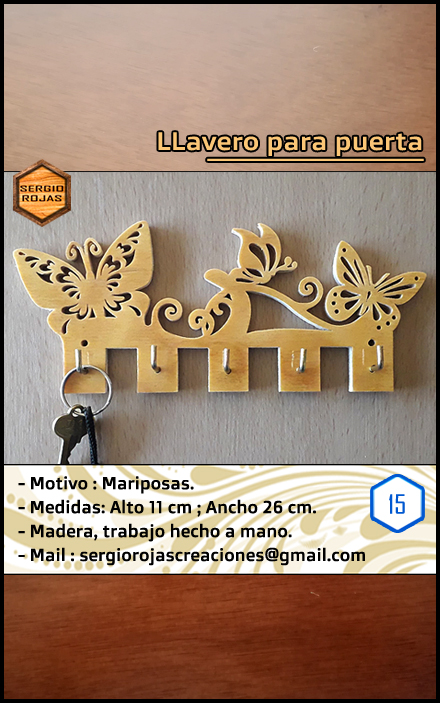 LLavero para puerta
SERGIO
ROJAS
- Motivo : Mariposas.
- Medidas: Alto 11 cm ; Ancho 26 cm.
15
- Madera, trabajo hecho a mano.
- Mail : sergiorojascreaciones@gmail.com